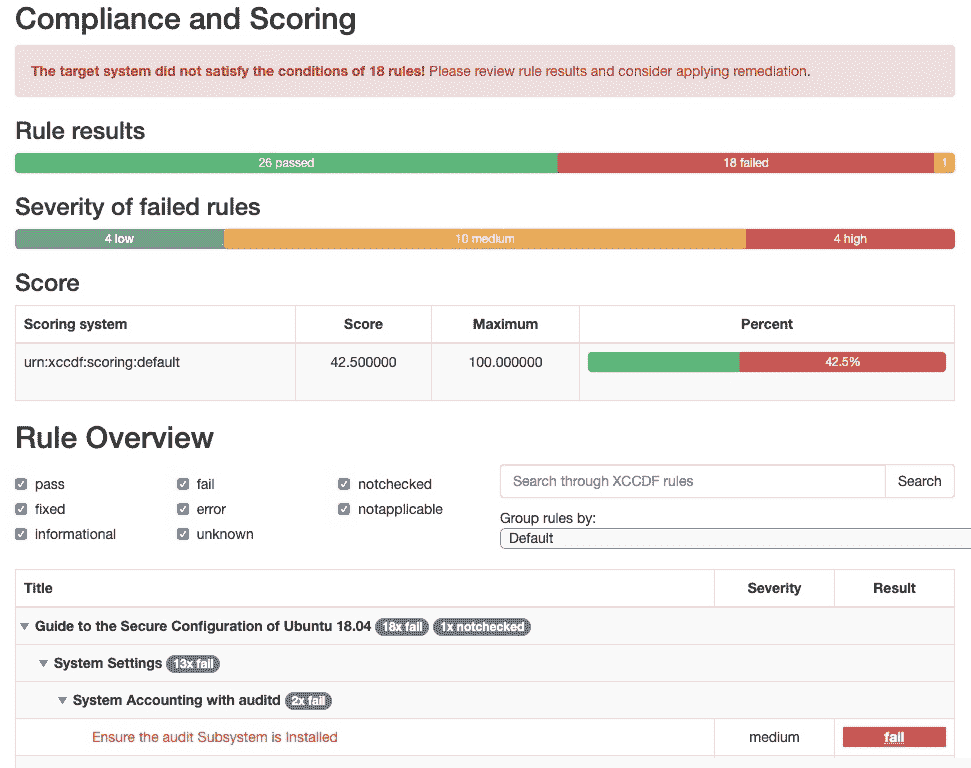 Compliance and Scoring
The target system did not satisfy the conditions of 18 rules! Please review rule results and consider applying remediation.
Rule results
26 passed 18 failed 1
Severity of failed rules
4 low 10 medium 4 high
Score
Scoring system Score Maximum Percent
urn:xccdf:scoring:default 42.500000 100.000000 42.5%
Rule Overview
pass fail notchecked
fixed error notapplicable
informational unknown
Search through XCCDF rules Search
Group rules by:
Default
Title Severity Result
Guide to the Secure Configuration of Ubuntu 18.04 18x fail 1x notchecked
System Settings 13x fail
System Accounting with auditd 2x fail
Ensure the audit Subsystem is Installed medium fail